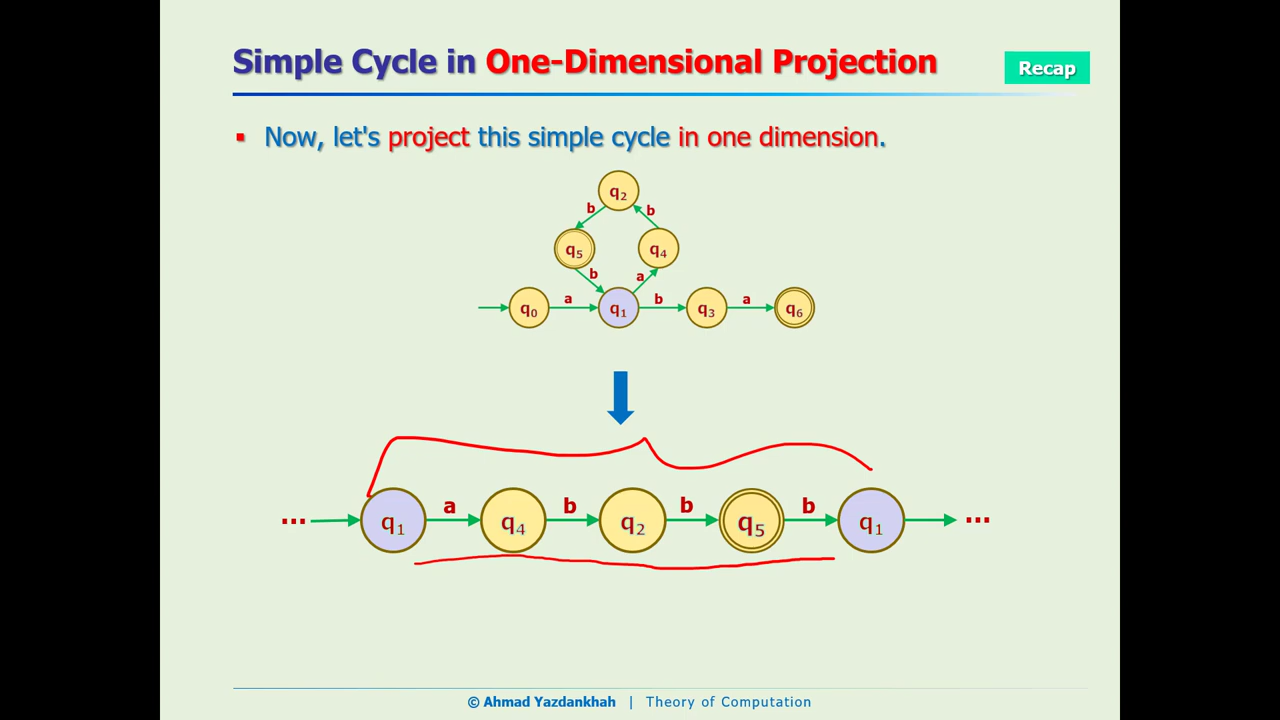 Simple Cycle in One-Dimensional Projection
Recap
▪ Now, let's project this simple cycle in one dimension.
q₂
b b
q₅ q₄
b a
q₀ a q₁ b q₃ a q₆
... q₁ a q₄ b q₂ b q₅ b q₁ ...
© Ahmad Yazdankhah | Theory of Computation